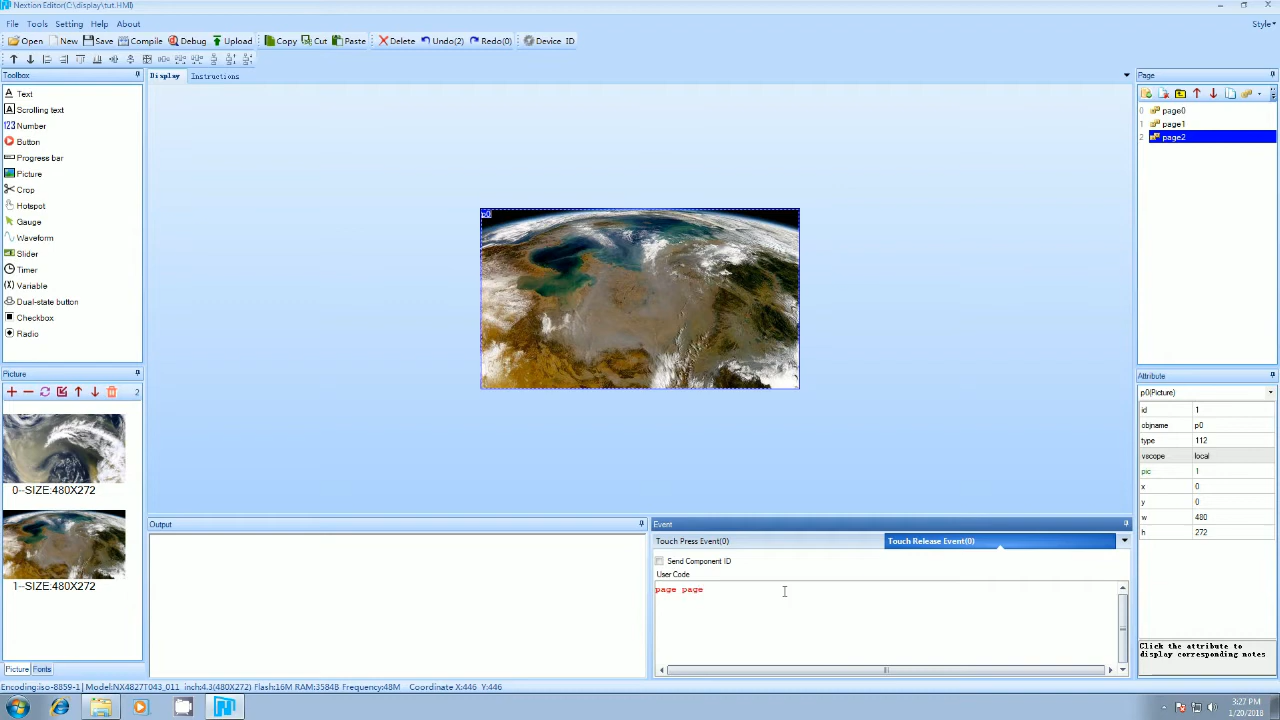 Nextion Editor(C:\display\tut.HMI)
File Tools Setting Help About Style
Open New Save Compile Debug Upload Copy Cut Paste Delete Undo(2) Redo(0) Device ID
Toolbox
Text
Scrolling text
123 Number
Button
Progress bar
Picture
Crop
Hotspot
Gauge
Waveform
Slider
Timer
Variable
Dual-state button
Checkbox
Radio
Picture
2
0--SIZE:480X272
1--SIZE:480X272
Picture Fonts
Display Instructions
p0
Output
Event
Touch Press Event(0) Touch Release Event(0)
Send Component ID
User Code
page page
Page
0 page0
1 page1
2 page2
Attribute
p0(Picture)
id 1
objname p0
type 112
vscope local
pic 1
x 0
y 0
w 480
h 272
Click the attribute to
display corresponding notes
Encoding:iso-8859-1 Model:NX4827T043_011 inch:4.3(480X272) Flash:16M RAM:3584B Frequency:48M Coordinate X:446 Y:446
3:27 PM
1/20/2018